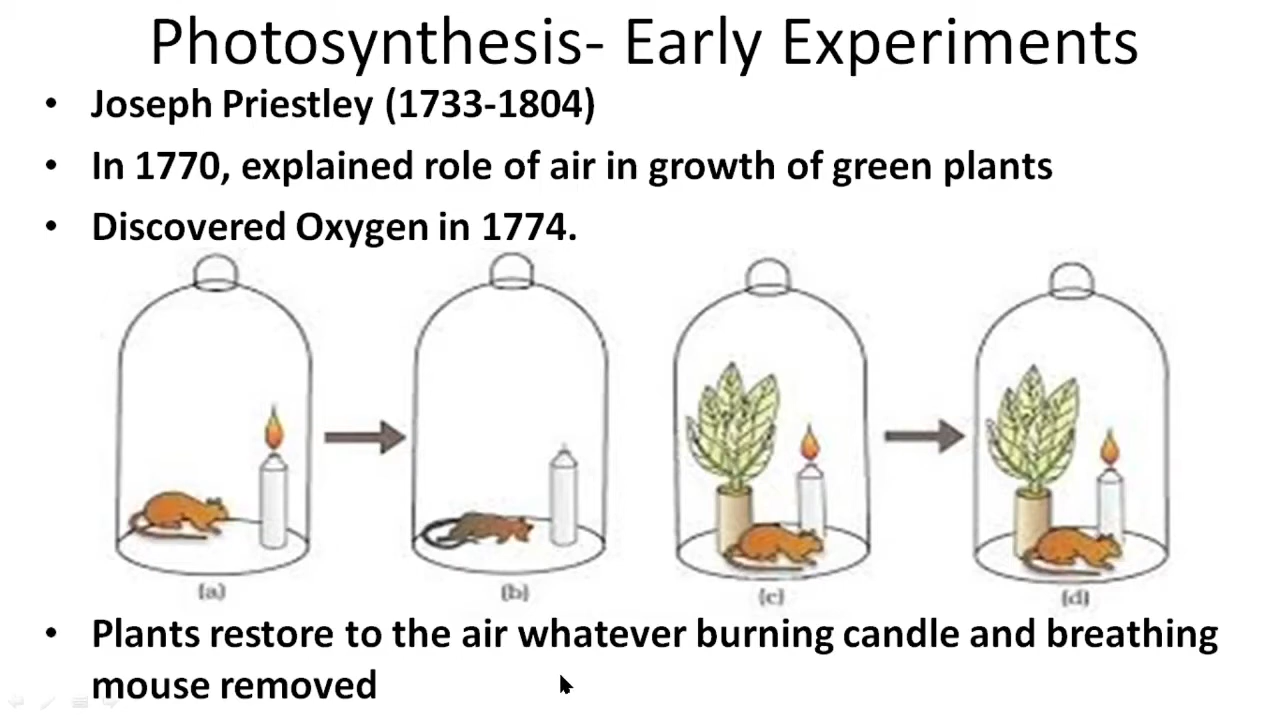 Photosynthesis- Early Experiments
• Joseph Priestley (1733-1804)
• In 1770, explained role of air in growth of green plants
• Discovered Oxygen in 1774.
(a) (b) (c) (d)
• Plants restore to the air whatever burning candle and breathing
mouse removed